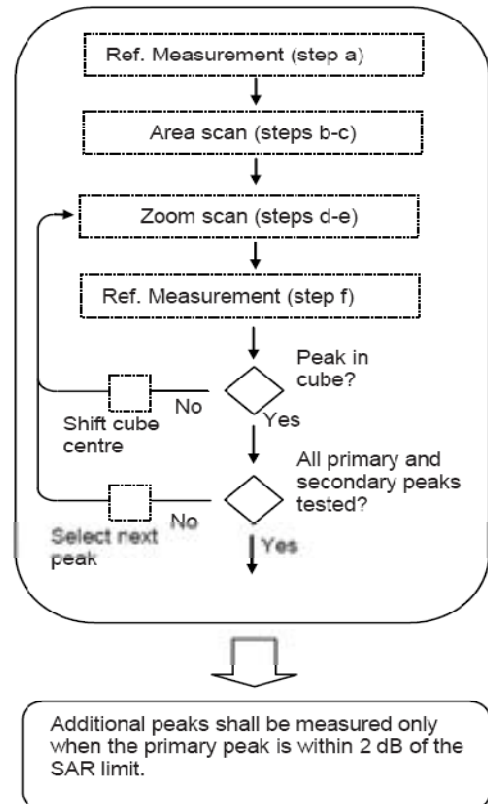 Ref. Measurement (step a)
Area scan (steps b-c)
Zoom scan (steps d-e)
Ref. Measurement (step f)
Peak in
cube?
No
Shift cube
centre
Yes
All primary and
secondary peaks
tested?
No
Select next
peak
Yes
Additional peaks shall be measured only
when the primary peak is within 2 dB of the
SAR limit.